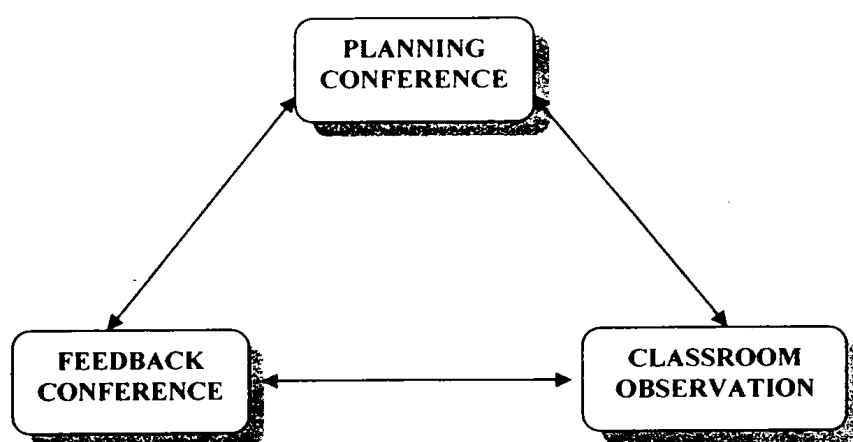 PLANNING
CONFERENCE
FEEDBACK
CONFERENCE
CLASSROOM
OBSERVATION